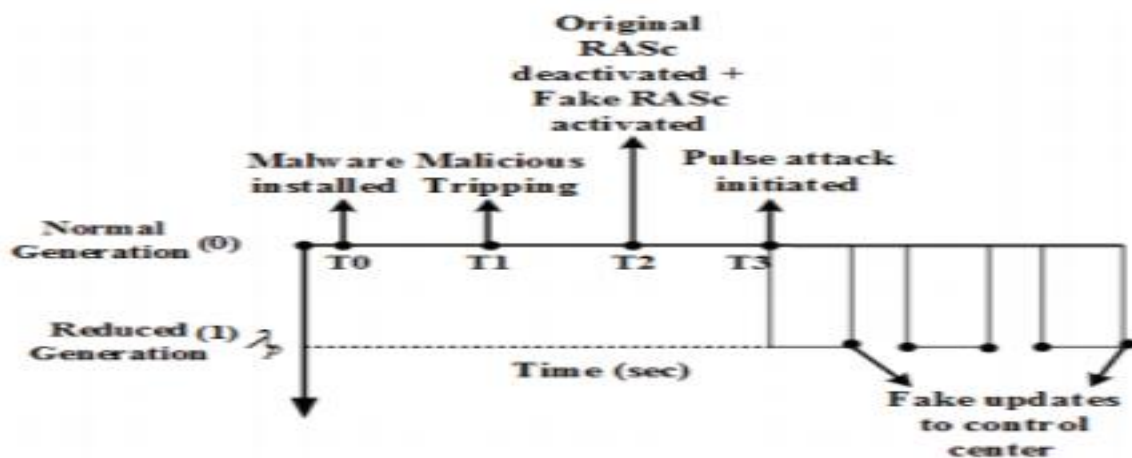 Original
RASc
deactivated +
Fake RASc
activated
Malware
installed
Malicious
Tripping
Pulse attack
initiated
Normal
Generation (0)
T0
T1
T2
T3
Reduced (1)
Generation
Time (sec)
Fake updates
to control
center